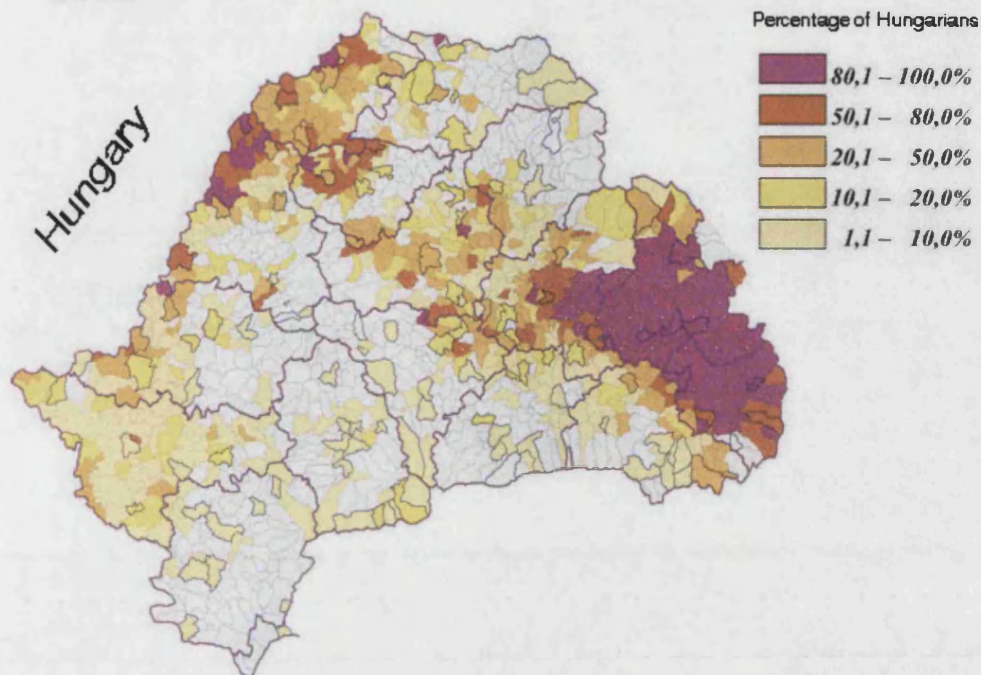 Percentage of Hungarians
80,1 – 100,0%
50,1 – 80,0%
20,1 – 50,0%
10,1 – 20,0%
1,1 – 10,0%
Hungary